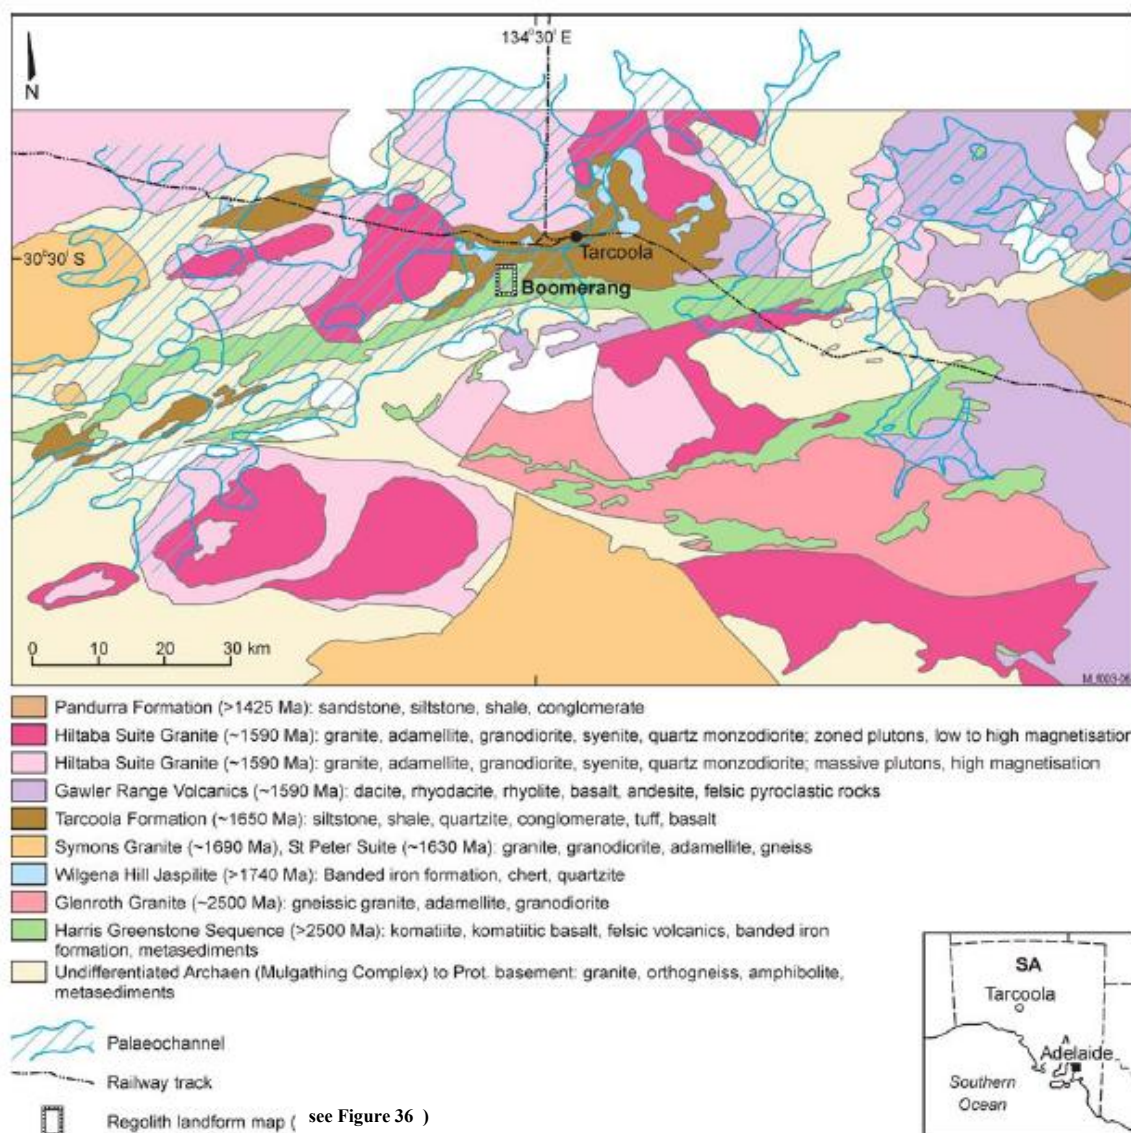 134°30' E
N
30°30' S
Tarcoola
Boomerang
0 10 20 30 km
Pandurra Formation (>1425 Ma): sandstone, siltstone, shale, conglomerate
Hiltaba Suite Granite (~1590 Ma): granite, adamellite, granodiorite, syenite, quartz monzodiorite; zoned plutons, low to high magnetisation
Hiltaba Suite Granite (~1590 Ma): granite, adamellite, granodiorite, syenite, quartz monzodiorite; massive plutons, high magnetisation
Gawler Range Volcanics (~1590 Ma): dacite, rhyodacite, rhyolite, basalt, andesite, felsic pyroclastic rocks
Tarcoola Formation (~1650 Ma): siltstone, shale, quartzite, conglomerate, tuff, basalt
Symons Granite (~1690 Ma), St Peter Suite (~1630 Ma): granite, granodiorite, adamellite, gneiss
Wilgena Hill Jaspilite (>1740 Ma): Banded iron formation, chert, quartzite
Glenroth Granite (~2500 Ma): gneissic granite, adamellite, granodiorite
Harris Greenstone Sequence (>2500 Ma): komatiite, komatiitic basalt, felsic volcanics, banded iron
formation, metasediments
Undifferentiated Archaen (Mulgathing Complex) to Prot. basement: granite, orthogneiss, amphibolite,
metasediments
Palaeochannel
Railway track
Regolith landform map ( see Figure 36 )
SA
Tarcoola
Adelaide
Southern
Ocean